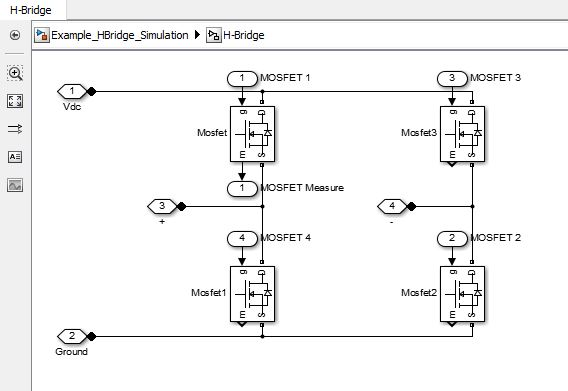 H-Bridge
Example_HBridge_Simulation H-Bridge
1 MOSFET 1 3 MOSFET 3
1
Vdc
g D g D
Mosfet Mosfet3
m S m S
1 MOSFET Measure
3 4
+ -
4 MOSFET 4 2 MOSFET 2
g D g D
Mosfet1 Mosfet2
m S m S
2
Ground